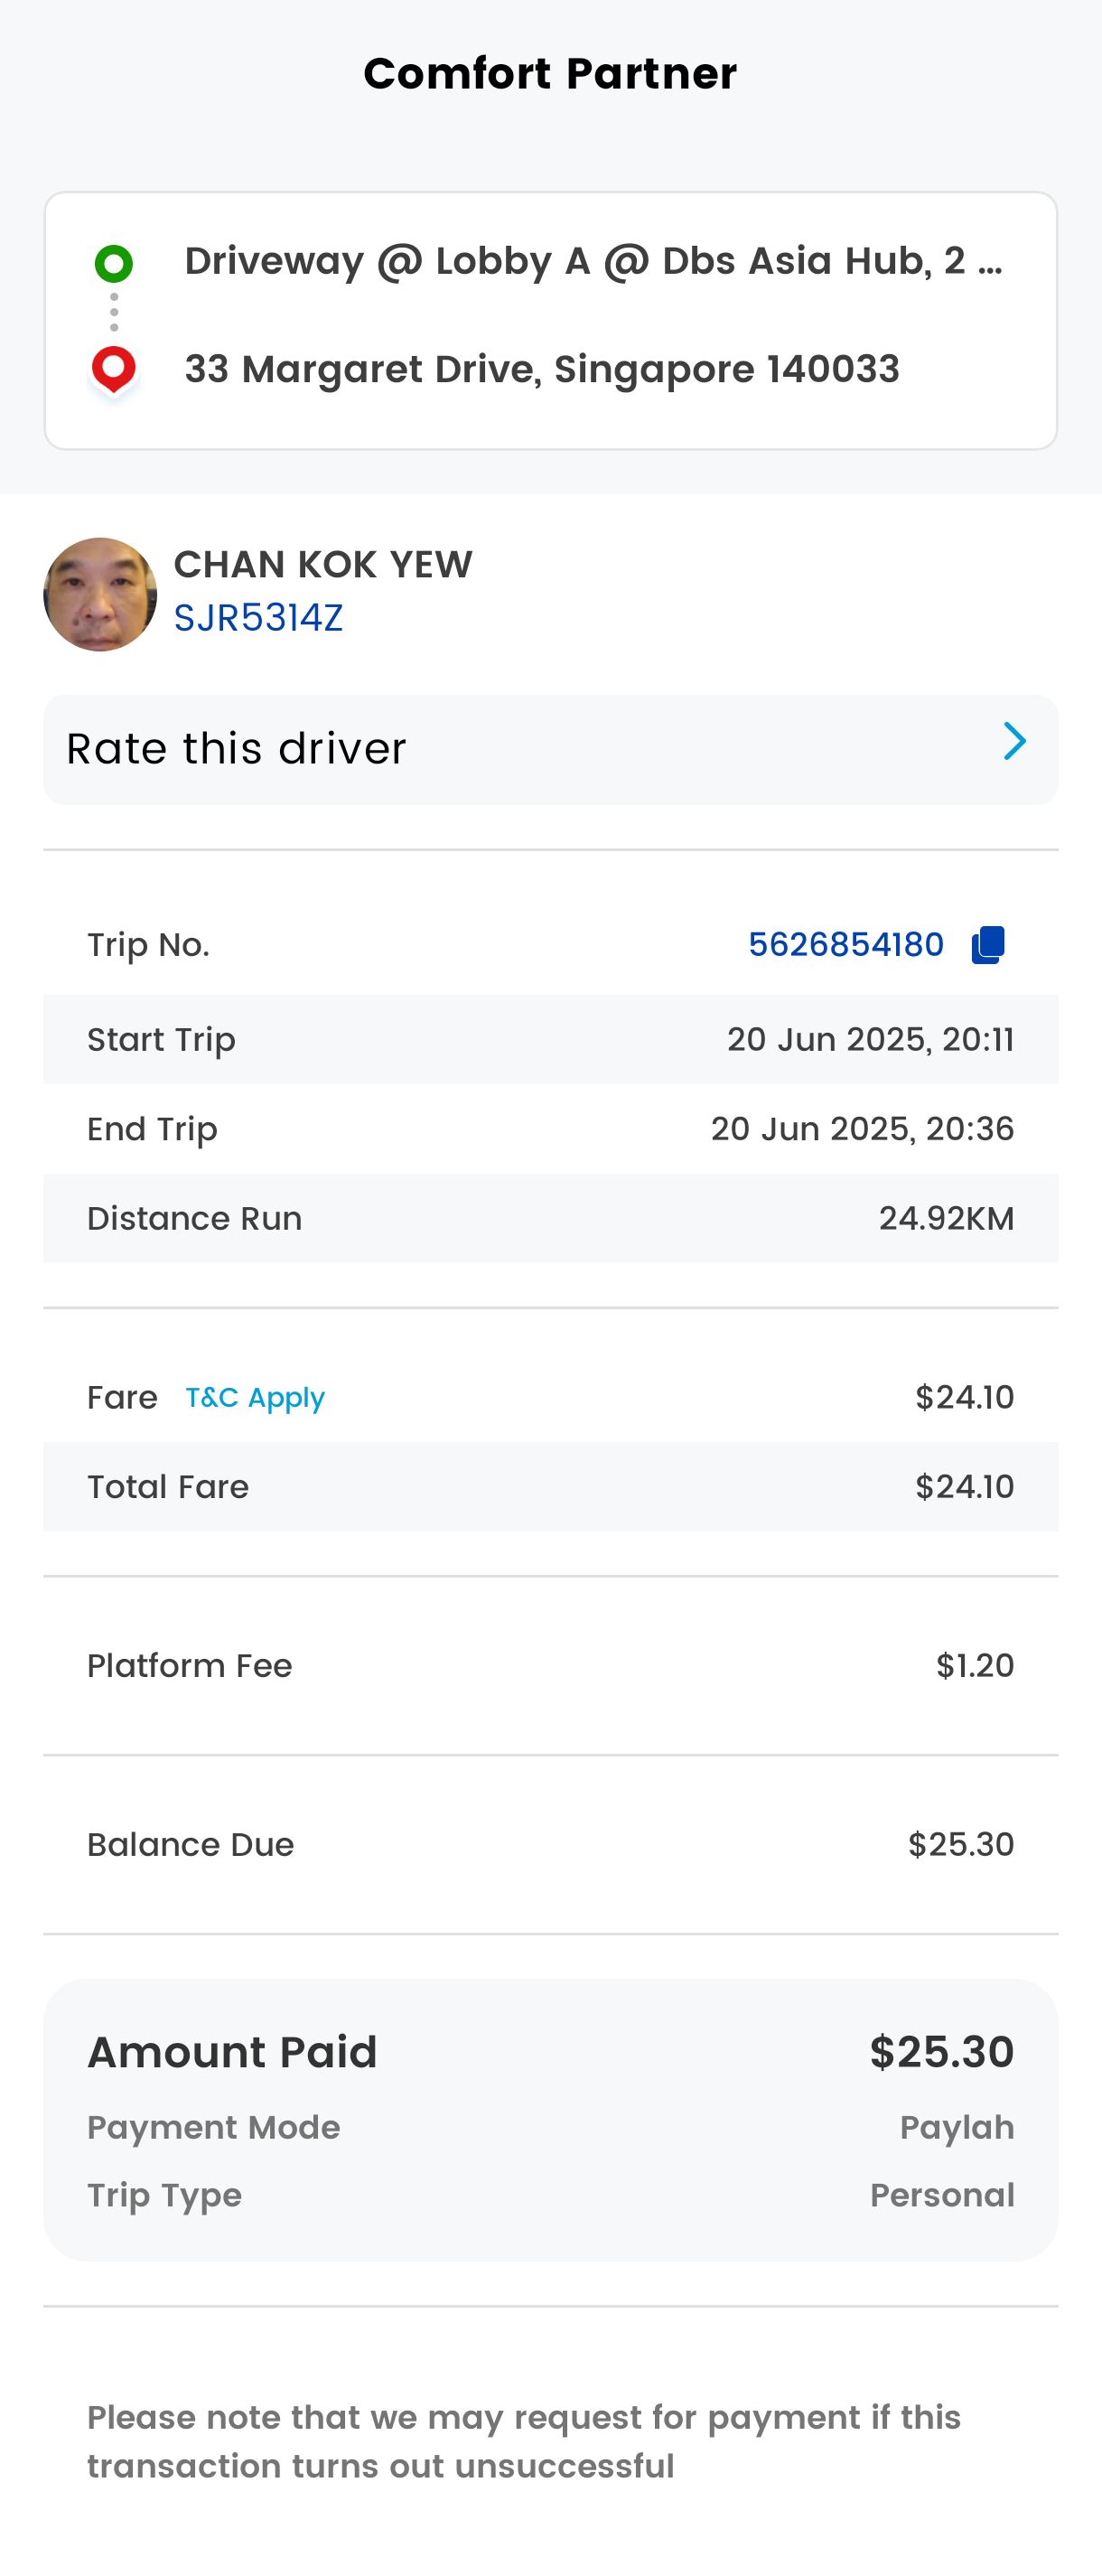 Comfort Partner
Driveway @ Lobby A @ Dbs Asia Hub, 2 ...
33 Margaret Drive, Singapore 140033
CHAN KOK YEW
SJR5314Z
Rate this driver
Trip No. 5626854180
Start Trip 20 Jun 2025, 20:11
End Trip 20 Jun 2025, 20:36
Distance Run 24.92KM
Fare T&C Apply $24.10
Total Fare $24.10
Platform Fee $1.20
Balance Due $25.30
Amount Paid $25.30
Payment Mode Paylah
Trip Type Personal
Please note that we may request for payment if this
transaction turns out unsuccessful